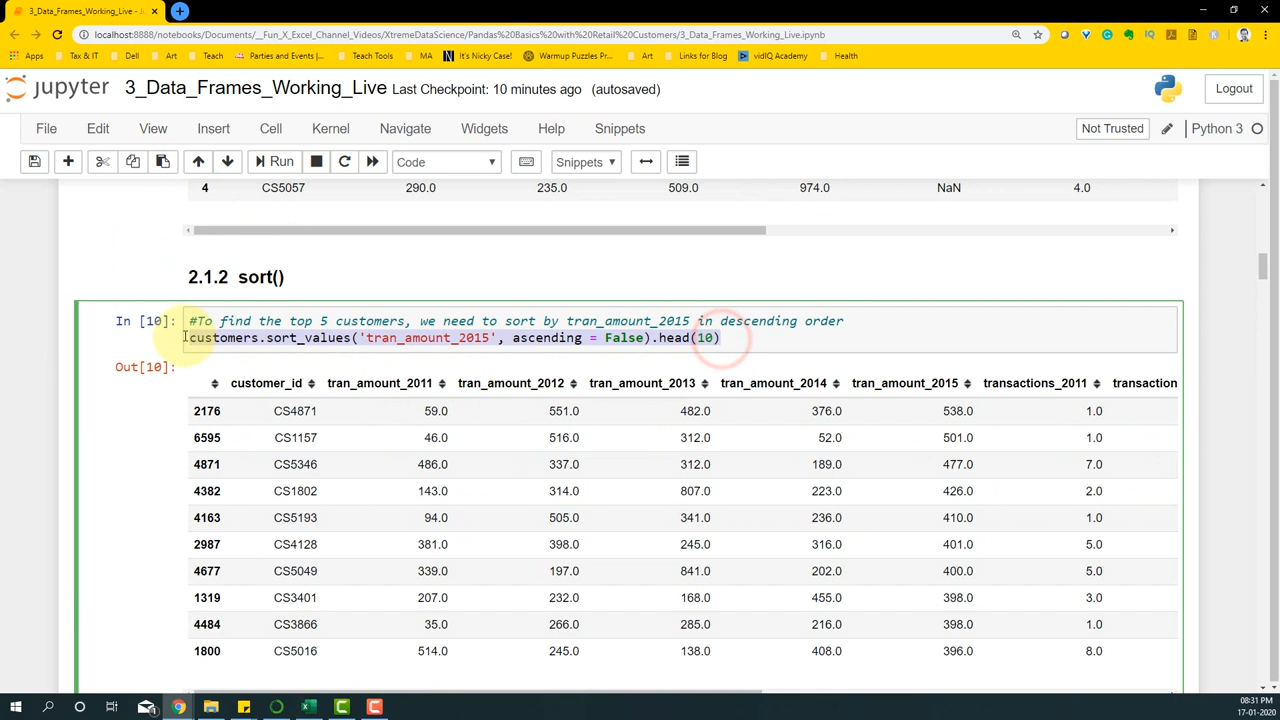 3_Data_Frames_Working_Live - Ju
localhost:8888/notebooks/Documents/__Fun_X_Excel_Channel_Videos/XtremeDataScience/Pandas%20Basics%20with%20Retail%20Customers/3_Data_Frames_Working_Live.ipynb
Apps Tax & IT Dell Art Teach Parties and Events |... Teach Tools MA It's Nicky Case! Warmup Puzzles Pr... Art Links for Blog vidIQ Academy Health
jupyter 3_Data_Frames_Working_Live Last Checkpoint: 10 minutes ago (autosaved) Logout
File Edit View Insert Cell Kernel Navigate Widgets Help Snippets Not Trusted Python 3
Run Code Snippets
4 CS5057 290.0 235.0 509.0 974.0 NaN 4.0
2.1.2 sort()
In [10]: #To find the top 5 customers, we need to sort by tran_amount_2015 in descending order
customers.sort_values('tran_amount_2015', ascending = False).head(10)
Out[10]:
customer_id tran_amount_2011 tran_amount_2012 tran_amount_2013 tran_amount_2014 tran_amount_2015 transactions_2011 transaction
2176 CS4871 59.0 551.0 482.0 376.0 538.0 1.0
6595 CS1157 46.0 516.0 312.0 52.0 501.0 1.0
4871 CS5346 486.0 337.0 312.0 189.0 477.0 7.0
4382 CS1802 143.0 314.0 807.0 223.0 426.0 2.0
4163 CS5193 94.0 505.0 341.0 236.0 410.0 1.0
2987 CS4128 381.0 398.0 245.0 316.0 401.0 5.0
4677 CS5049 339.0 197.0 841.0 202.0 400.0 5.0
1319 CS3401 207.0 232.0 168.0 455.0 398.0 3.0
4484 CS3866 35.0 266.0 285.0 216.0 398.0 1.0
1800 CS5016 514.0 245.0 138.0 408.0 396.0 8.0
08:31 PM
17-01-2020